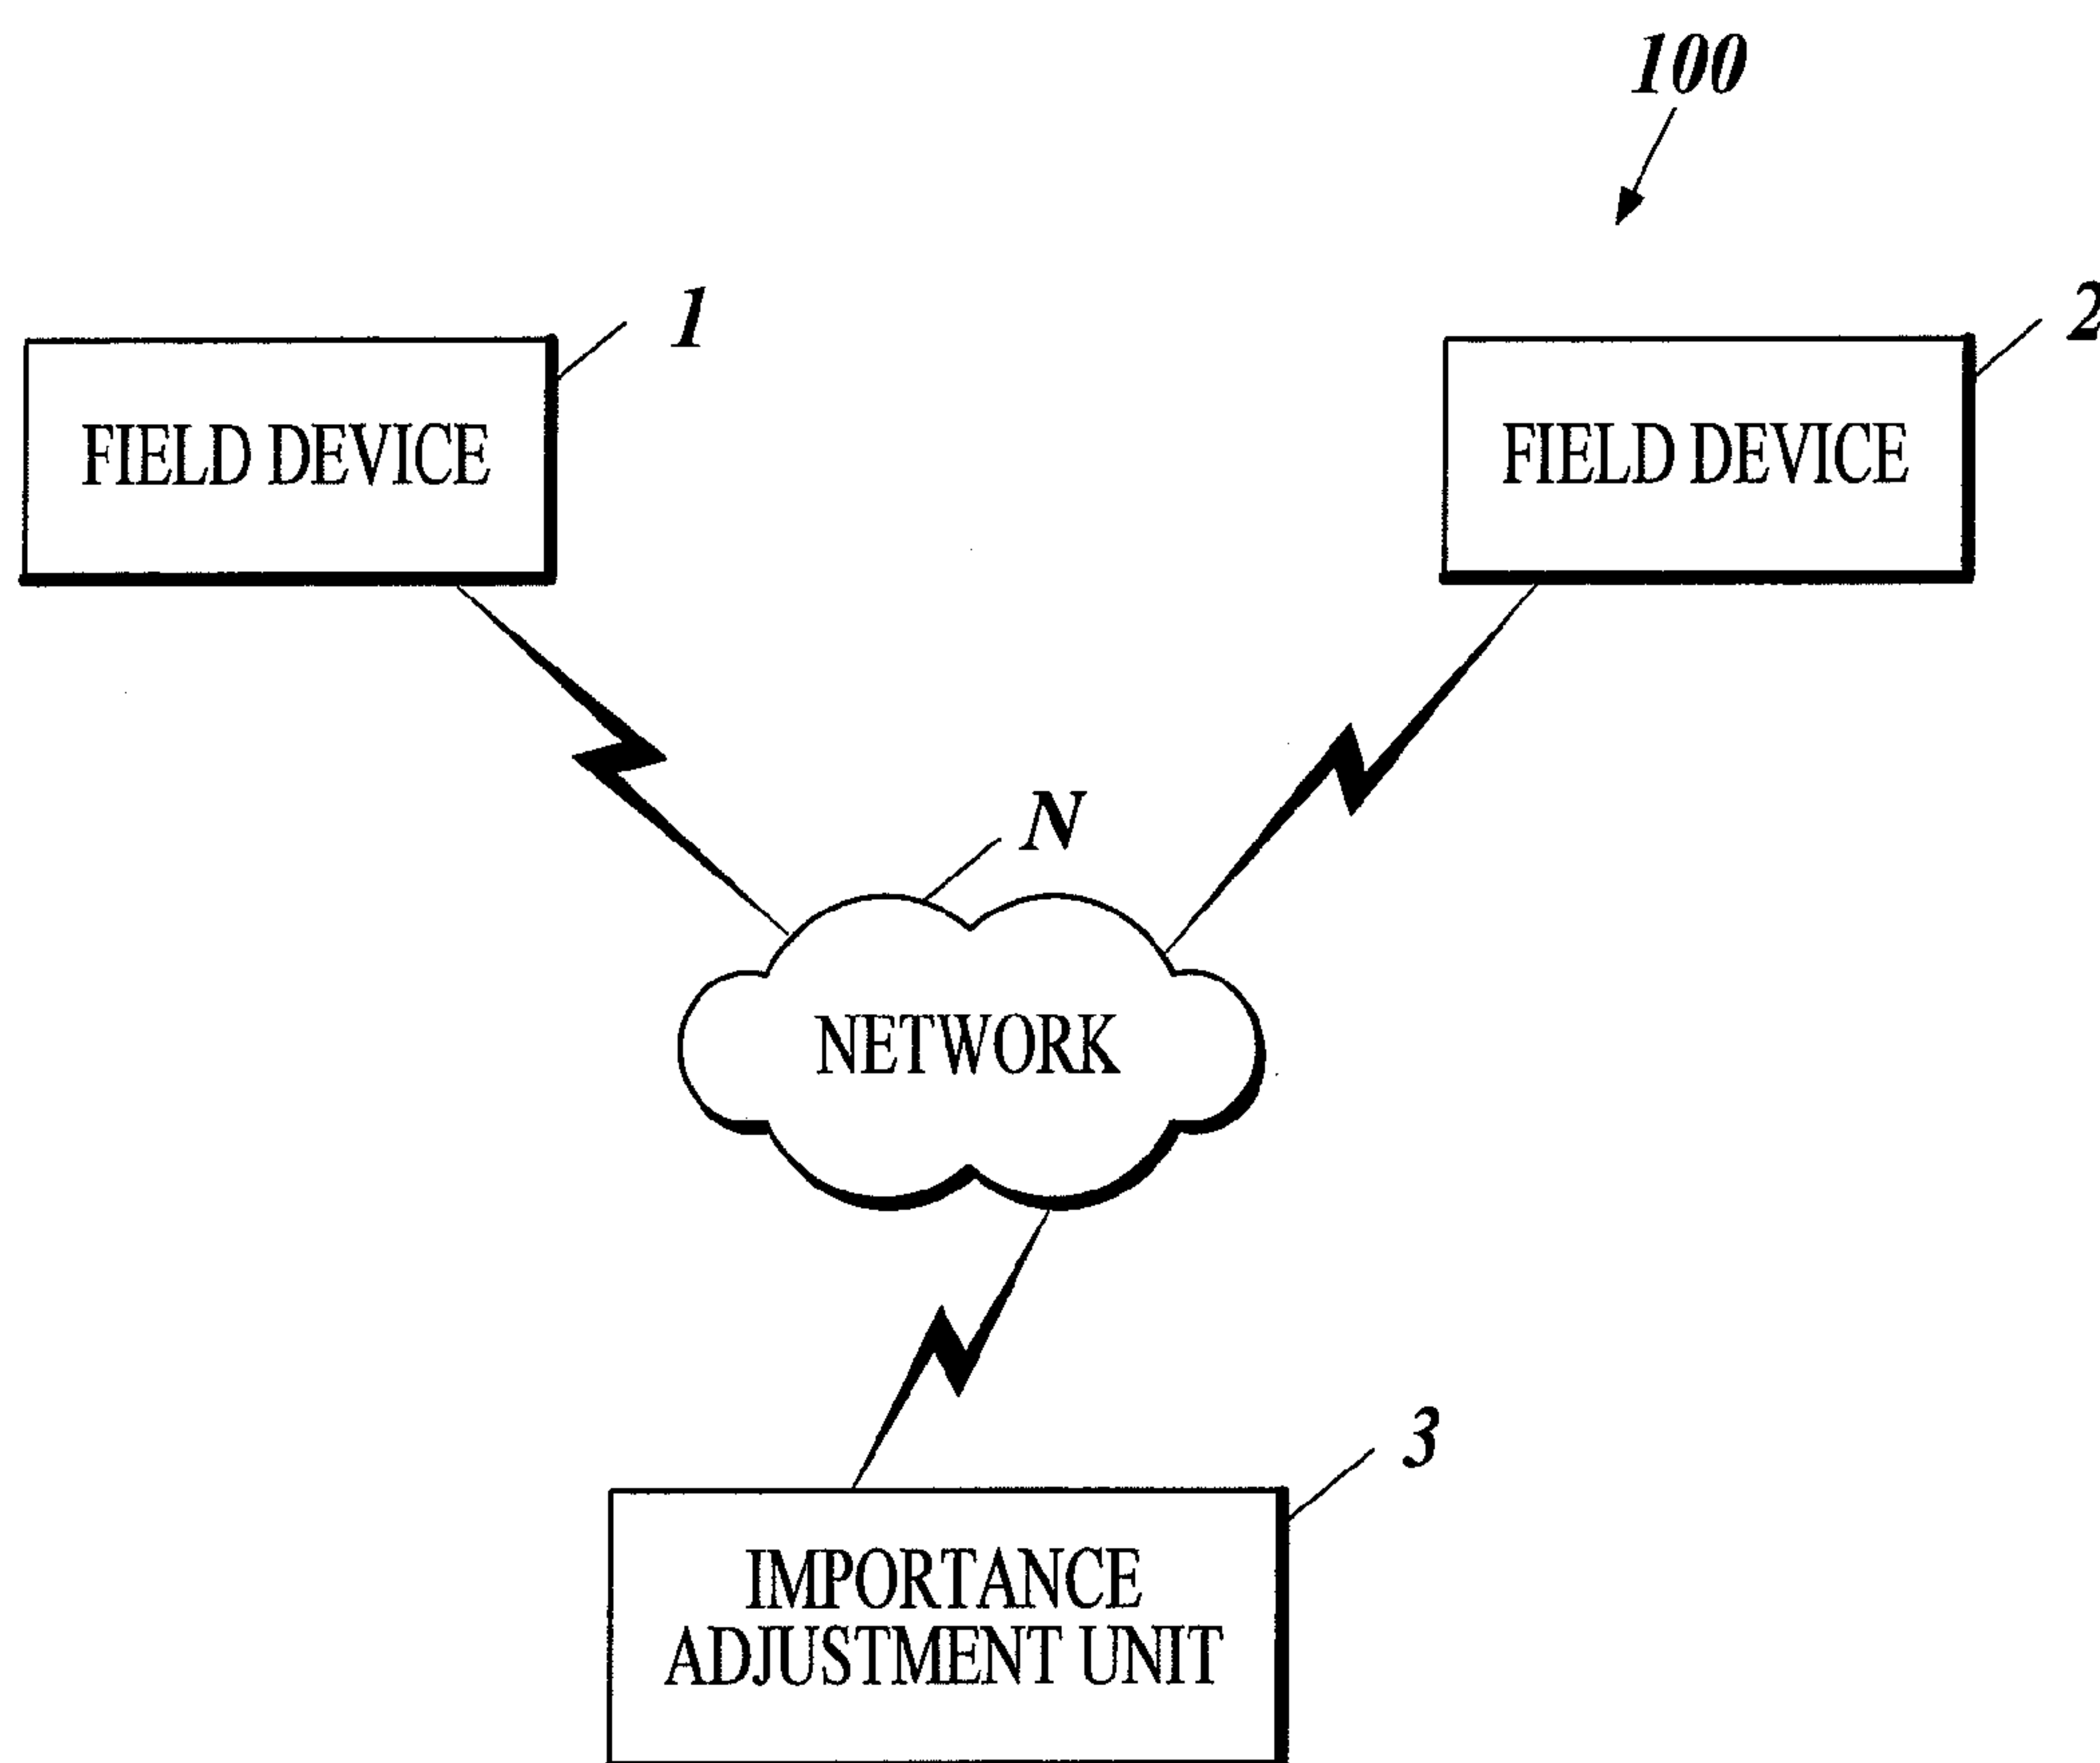 100
1
2
FIELD DEVICE
FIELD DEVICE
N
NETWORK
3
IMPORTANCE
ADJUSTMENT UNIT